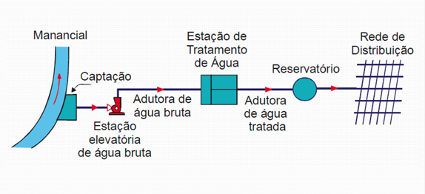 Manancial
Captação
Estação
elevatória
de água bruta
Adutora de
água bruta
Estação de
Tratamento
de Água
Adutora
de água
tratada
Reservatório
Rede de
Distribuição